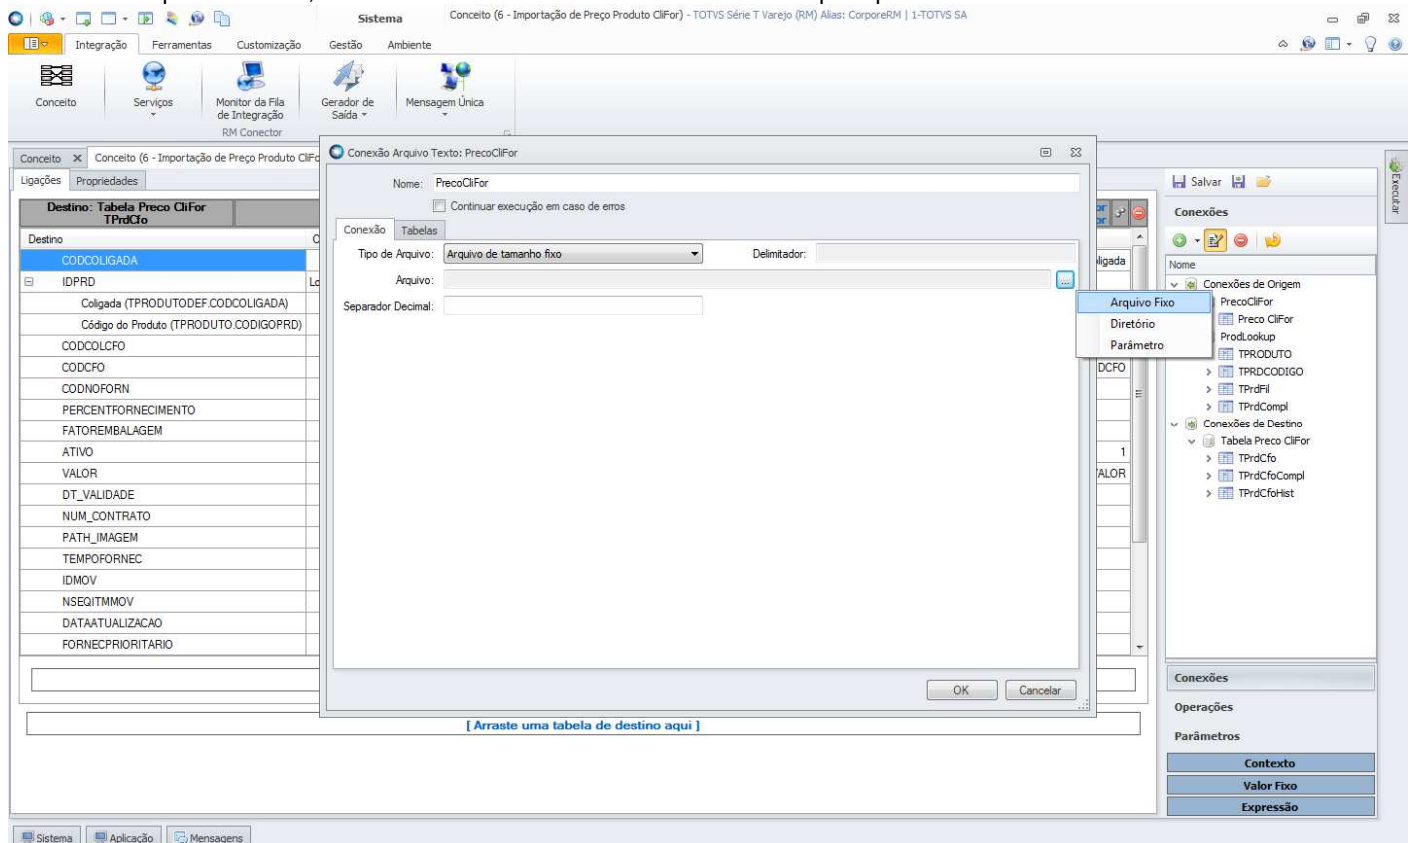 Sistema
Conceito (6 - Importação de Preço Produto CliFor) - TOTVS Série T Varejo (RM) Alias: CorporeRM | 1-TOTVS SA
Integração Ferramentas Customização Gestão Ambiente
Conceito
Serviços
Monitor da Fila
de Integração
Gerador de
Saída
Mensagem Única
RM Conector
Conceito
Conceito (6 - Importação de Preço Produto CliFo
Ligações Propriedades
Destino: Tabela Preco CliFor
TPrdCfo
Destino
CODCOLIGADA
IDPRD
Coligada (TPRODUTODEF.CODCOLIGADA)
Código do Produto (TPRODUTO.CODIGOPRD)
CODCOLCFO
CODCFO
CODNOFORN
PERCENTFORNECIMENTO
FATOREMBALAGEM
ATIVO
VALOR
DT_VALIDADE
NUM_CONTRATO
PATH_IMAGEM
TEMPOFORNEC
IDMOV
NSEQITMMOV
DATAATUALIZACAO
FORNECPRIORITARIO
Conexão Arquivo Texto: PrecoCliFor
Nome: PrecoCliFor
Continuar execução em caso de erros
Conexão Tabelas
Tipo de Arquivo: Arquivo de tamanho fixo Delimitador:
Arquivo: ...
Separador Decimal:
Arquivo Fixo
Diretório
Parâmetro
OK Cancelar
or
or
ligada
DCFO
1
VALOR
[ Arraste uma tabela de destino aqui ]
Salvar
Conexões
Nome
Conexões de Origem
PrecoCliFor
Preco CliFor
ProdLookup
TPRODUTO
TPRDCODIGO
TPrdFil
TPrdCompl
Conexões de Destino
Tabela Preco CliFor
TPrdCfo
TPrdCfoCompl
TPrdCfoHist
Conexões
Operações
Parâmetros
Contexto
Valor Fixo
Expressão
Executar
Sistema Aplicação Mensagens